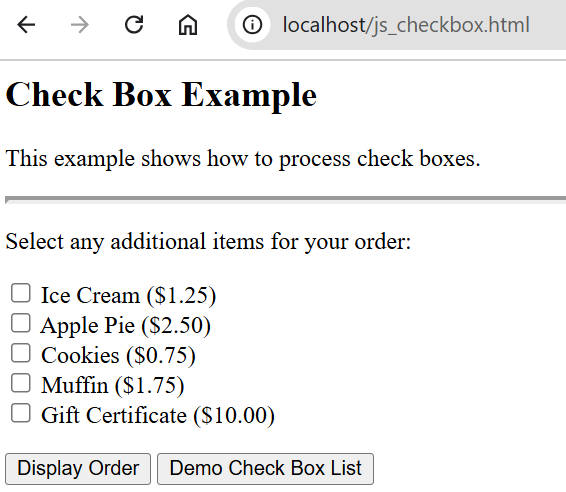 localhost/js_checkbox.html
Check Box Example
This example shows how to process check boxes.
Select any additional items for your order:
Ice Cream ($1.25)
Apple Pie ($2.50)
Cookies ($0.75)
Muffin ($1.75)
Gift Certificate ($10.00)
Display Order Demo Check Box List